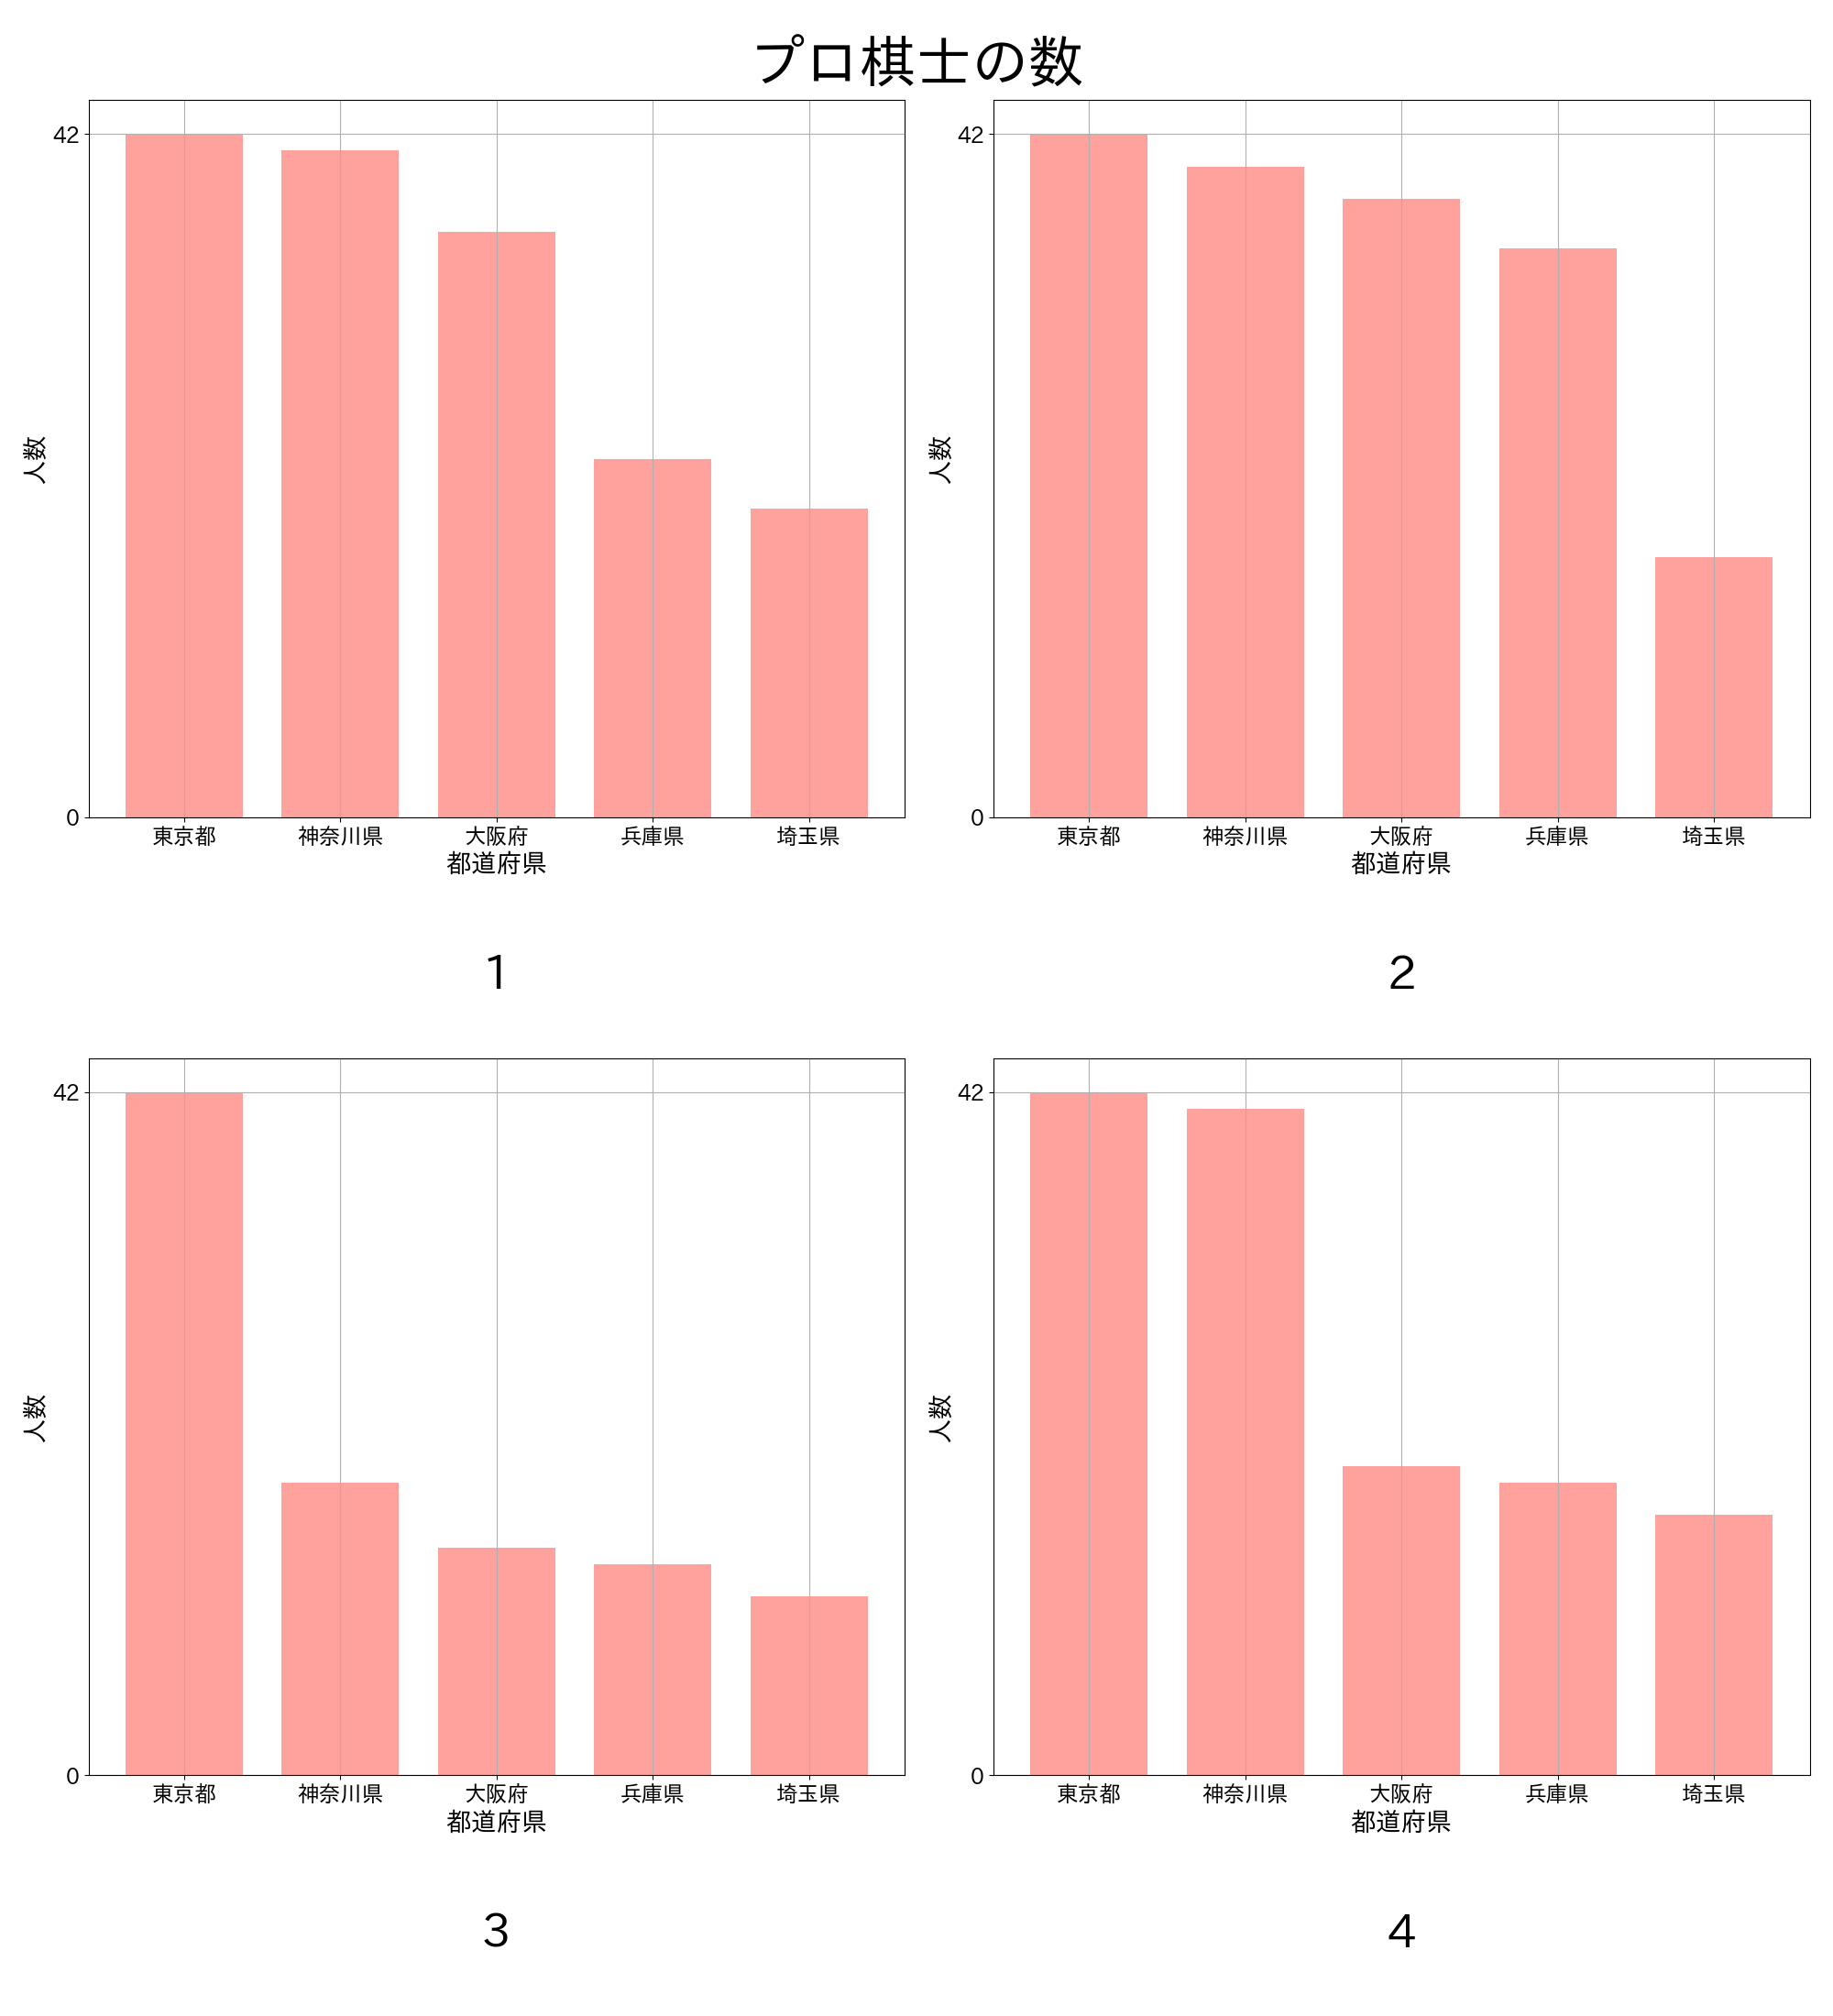 プロ棋士の数
42
0
人数
東京都 神奈川県 大阪府 兵庫県 埼玉県
都道府県
1
42
0
人数
東京都 神奈川県 大阪府 兵庫県 埼玉県
都道府県
2
42
0
人数
東京都 神奈川県 大阪府 兵庫県 埼玉県
都道府県
3
42
0
人数
東京都 神奈川県 大阪府 兵庫県 埼玉県
都道府県
4